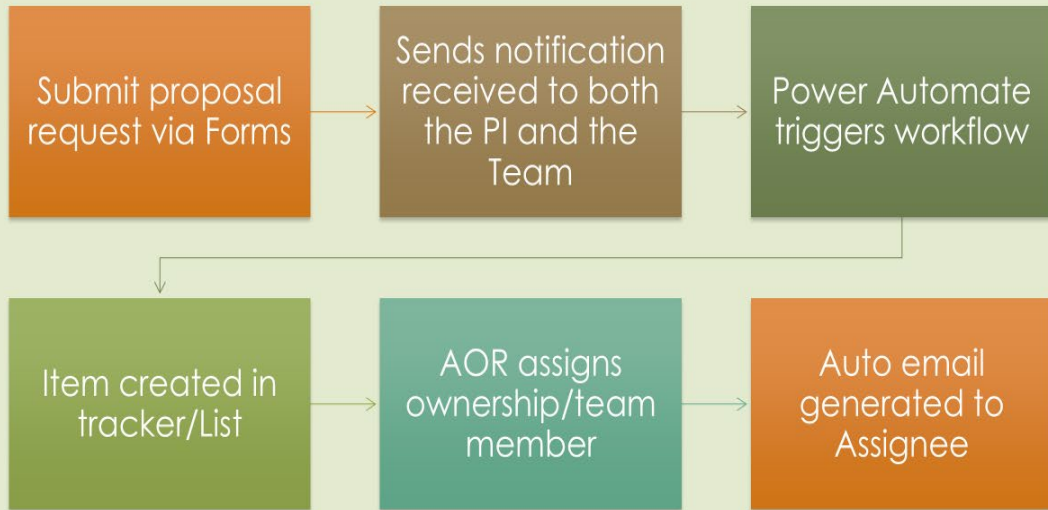 Submit proposal
request via Forms
Sends notification
received to both
the PI and the
Team
Power Automate
triggers workflow
Item created in
tracker/List
AOR assigns
ownership/team
member
Auto email
generated to
Assignee